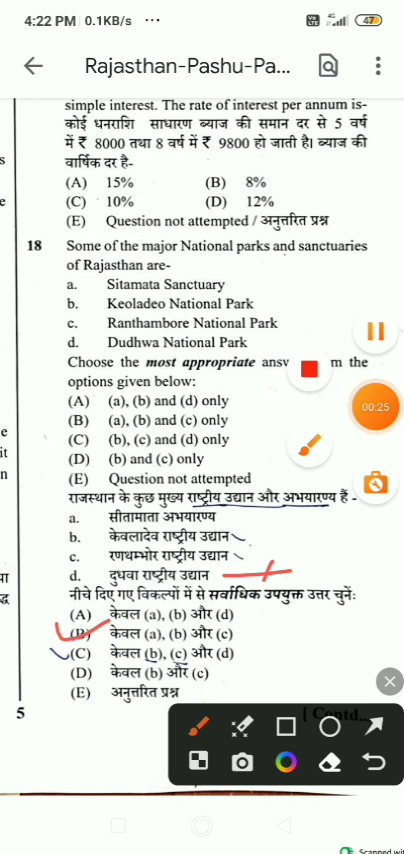 4:22 PM 0.1KB/s ...
Vo LTE 4G 47
Rajasthan-Pashu-Pa...
simple interest. The rate of interest per annum is-
कोई धनराशि साधारण ब्याज की समान दर से 5 वर्ष
में ₹ 8000 तथा 8 वर्ष में ₹ 9800 हो जाती है। ब्याज की
वार्षिक दर है-
(A) 15% (B) 8%
(C) 10% (D) 12%
(E) Question not attempted / अनुत्तरित प्रश्न
18 Some of the major National parks and sanctuaries
of Rajasthan are-
a. Sitamata Sanctuary
b. Keoladeo National Park
c. Ranthambore National Park
d. Dudhwa National Park
Choose the most appropriate answ m the
options given below:
00:25
(A) (a), (b) and (d) only
(B) (a), (b) and (c) only
(C) (b), (c) and (d) only
(D) (b) and (c) only
(E) Question not attempted
राजस्थान के कुछ मुख्य राष्ट्रीय उद्यान और अभयारण्य हैं -
a. सीतामाता अभयारण्य
b. केवलादेव राष्ट्रीय उद्यान
c. रणथम्भोर राष्ट्रीय उद्यान
d. दुधवा राष्ट्रीय उद्यान
नीचे दिए गए विकल्पों में से सर्वाधिक उपयुक्त उत्तर चुनें:
(A) केवल (a), (b) और (d)
(B) केवल (a), (b) और (c)
(C) केवल (b), (c) और (d)
(D) केवल (b) और (c)
(E) अनुत्तरित प्रश्न
5 [ Contd...
Scanned wit